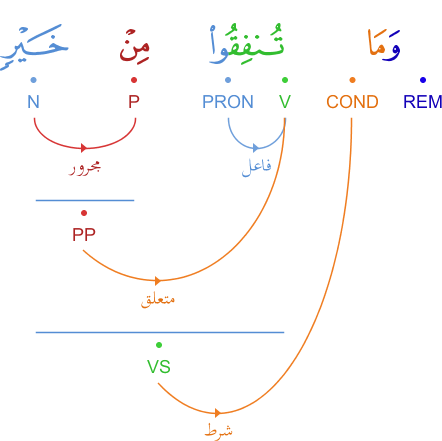 وَمَا تُنفِقُوا۟ مِنْ خَيْرٍ
REM COND V PRON P N
فاعل
مجرور
PP
متعلق
VS
شرط